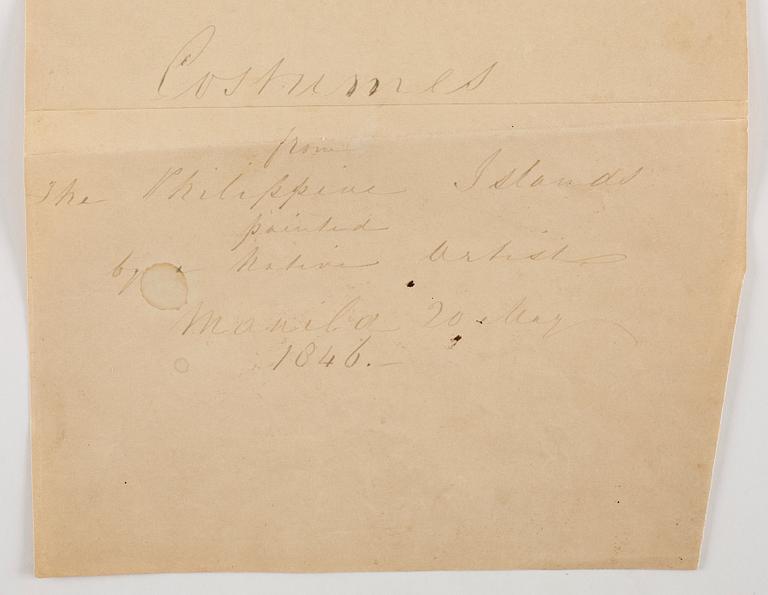 Costumes
from
The Philippine Islands
painted
by a Native Artist
Manila 20 May
1846.—